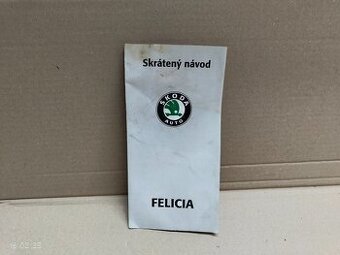 Skrátený návod
ŠKODA
AUTO
FELICIA